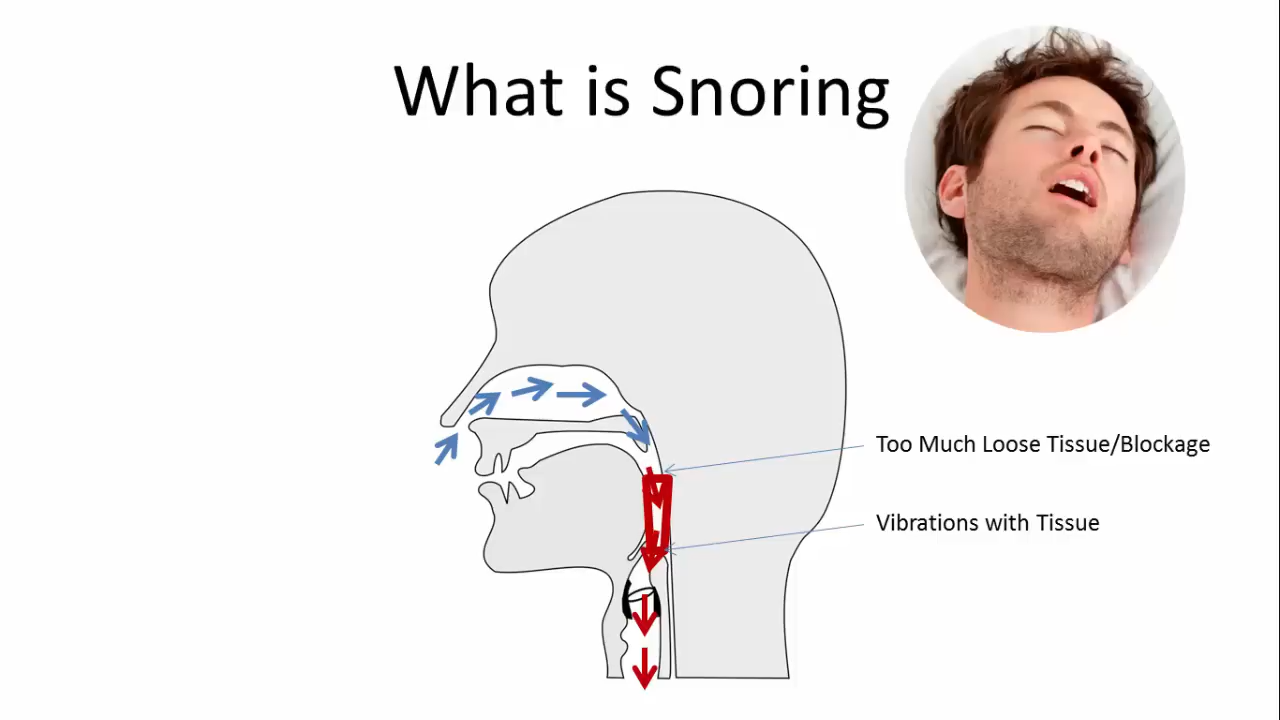 What is Snoring
Too Much Loose Tissue/Blockage
Vibrations with Tissue